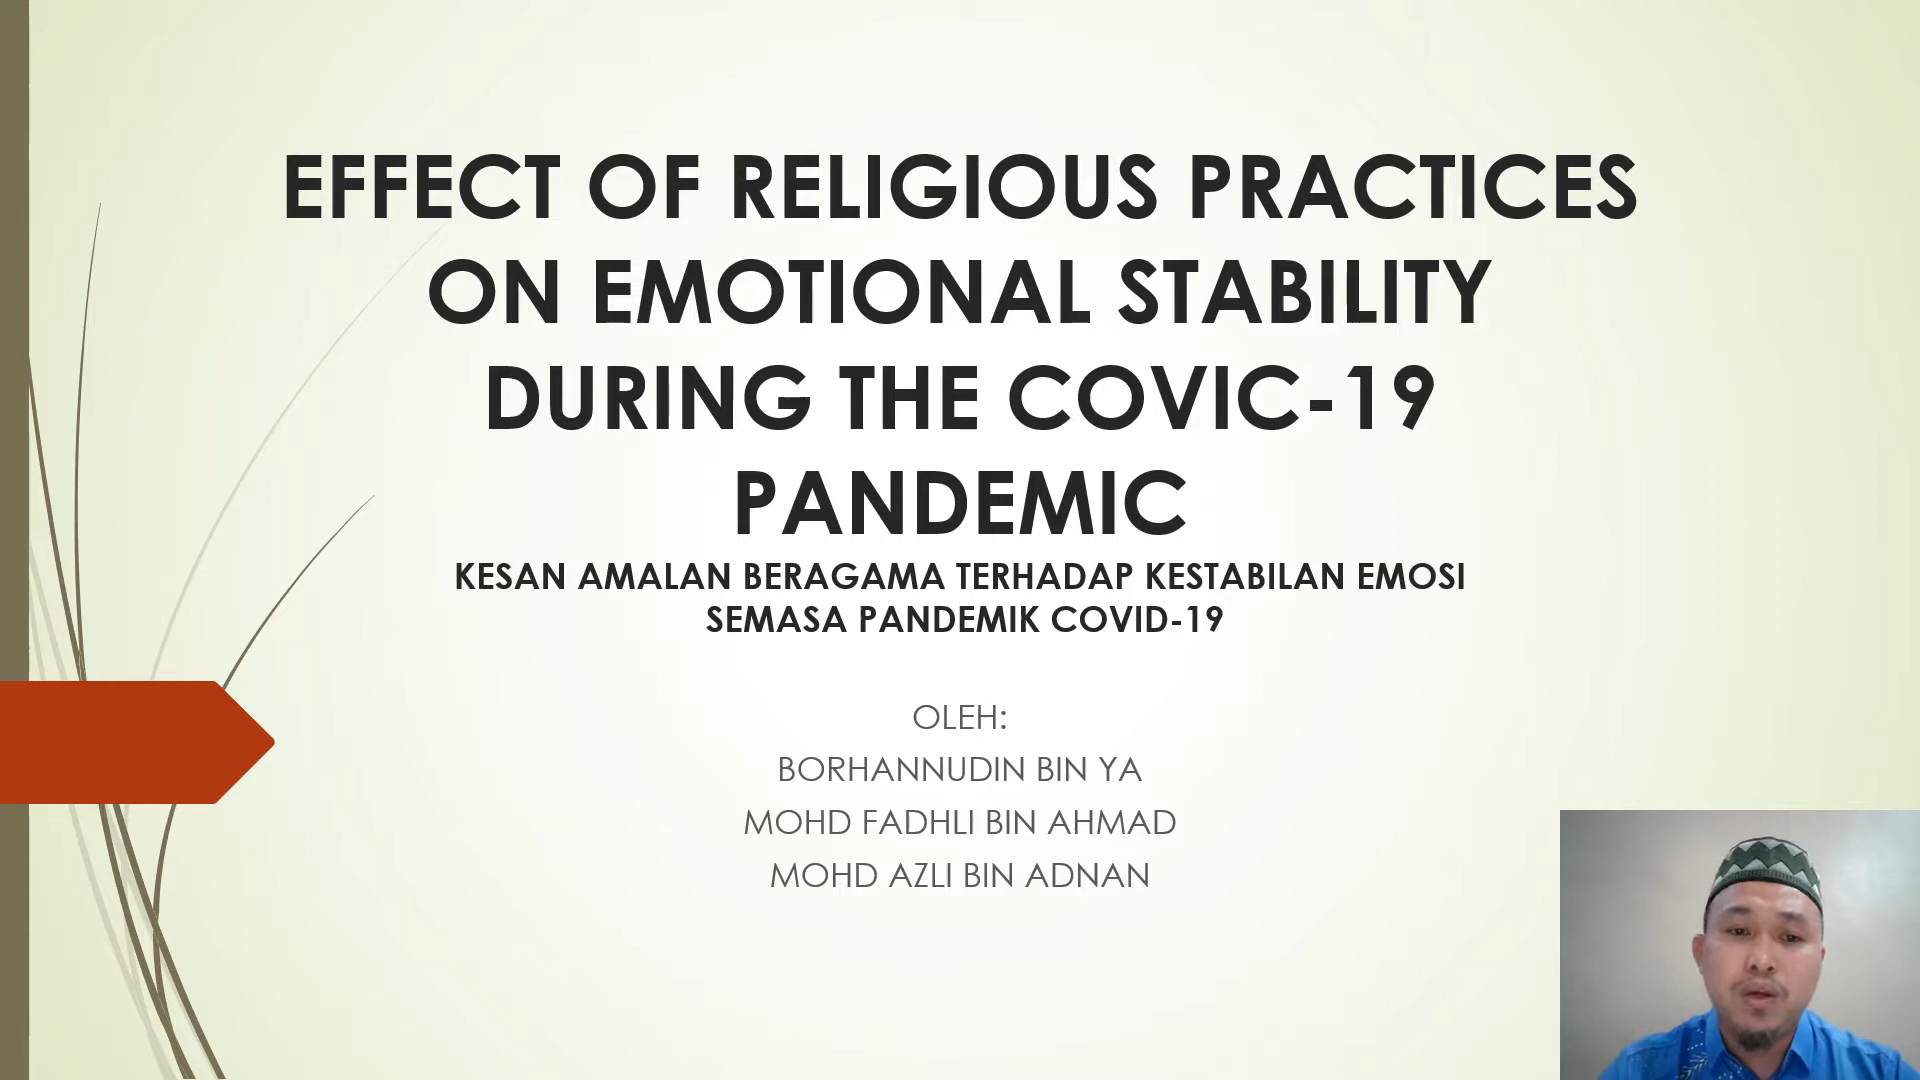 EFFECT OF RELIGIOUS PRACTICES
ON EMOTIONAL STABILITY
DURING THE COVIC-19
PANDEMIC
KESAN AMALAN BERAGAMA TERHADAP KESTABILAN EMOSI
SEMASA PANDEMIK COVID-19
OLEH:
BORHANNUDIN BIN YA
MOHD FADHLI BIN AHMAD
MOHD AZLI BIN ADNAN